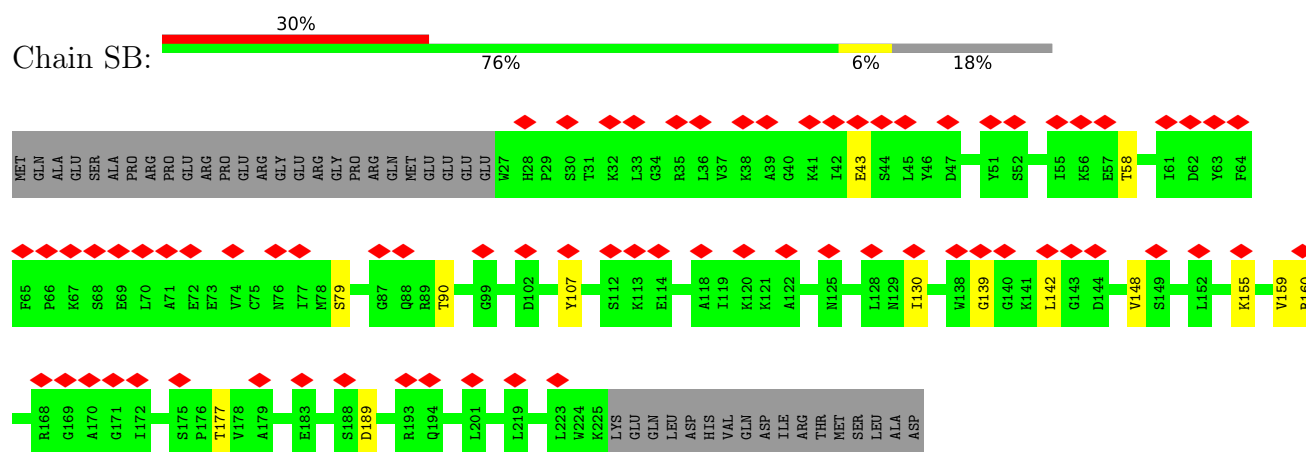 30%
Chain SB:
76% 6% 18%
MET GLN ALA GLU SER ALA PRO ARG PRO GLU ARG PRO GLU ARG GLY GLU ARG GLY PRO ARG GLN MET GLU GLU GLU GLU W27 H28 P29 S30 T31 K32 L33 G34 R35 L36 V37 K38 A39 G40 K41 I42 E43 S44 L45 Y46 D47 Y51 S52 I55 K56 E57 T58 I61 D62 Y63 F64
F65 P66 K67 S68 E69 L70 A71 E72 E73 V74 C75 N76 I77 M78 S79 G87 Q88 R89 T90 G99 D102 Y107 S112 K113 E114 A118 I119 K120 K121 A122 N125 L128 N129 I130 W138 G139 G140 K141 L142 G143 D144 V148 S149 L152 K155 V159 R160
R168 G169 A170 G171 I172 S175 P176 T177 V178 A179 E183 S188 D189 R193 Q194 L201 L219 L223 W224 K225 LYS GLU GLN LEU ASP HIS VAL GLN ASP ILE ARG THR MET SER LEU ALA ASP